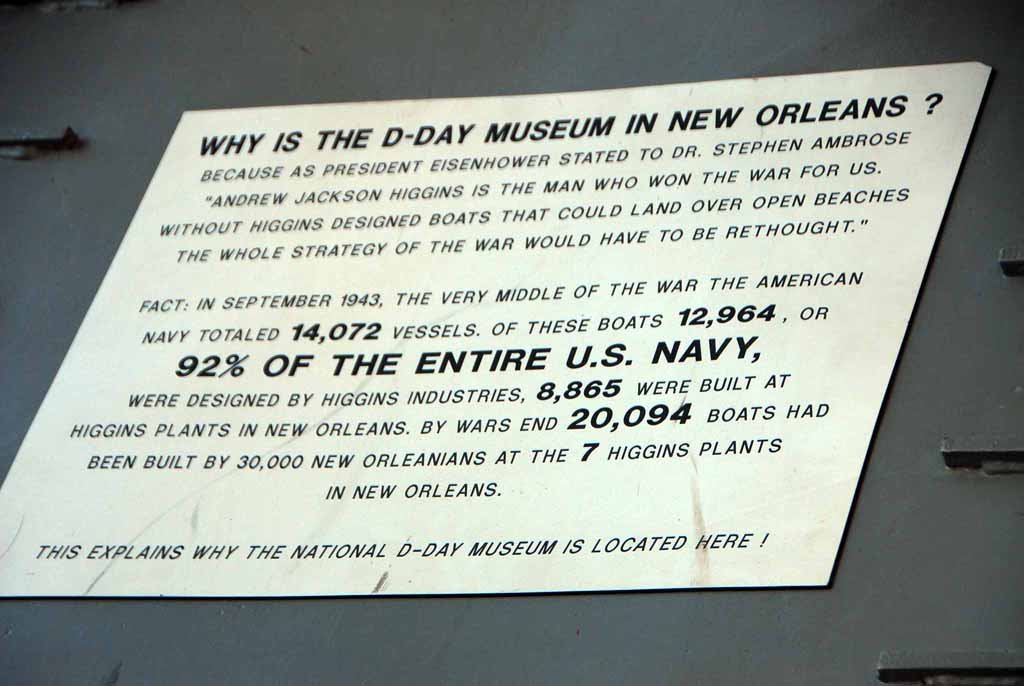 WHY IS THE D-DAY MUSEUM IN NEW ORLEANS ?
BECAUSE AS PRESIDENT EISENHOWER STATED TO DR. STEPHEN AMBROSE
"ANDREW JACKSON HIGGINS IS THE MAN WHO WON THE WAR FOR US.
WITHOUT HIGGINS DESIGNED BOATS THAT COULD LAND OVER OPEN BEACHES
THE WHOLE STRATEGY OF THE WAR WOULD HAVE TO BE RETHOUGHT."
FACT: IN SEPTEMBER 1943, THE VERY MIDDLE OF THE WAR THE AMERICAN
NAVY TOTALED 14,072 VESSELS. OF THESE BOATS 12,964, OR
92% OF THE ENTIRE U.S. NAVY,
WERE DESIGNED BY HIGGINS INDUSTRIES, 8,865 WERE BUILT AT
HIGGINS PLANTS IN NEW ORLEANS. BY WARS END 20,094 BOATS HAD
BEEN BUILT BY 30,000 NEW ORLEANIANS AT THE 7 HIGGINS PLANTS
IN NEW ORLEANS.
THIS EXPLAINS WHY THE NATIONAL D-DAY MUSEUM IS LOCATED HERE !